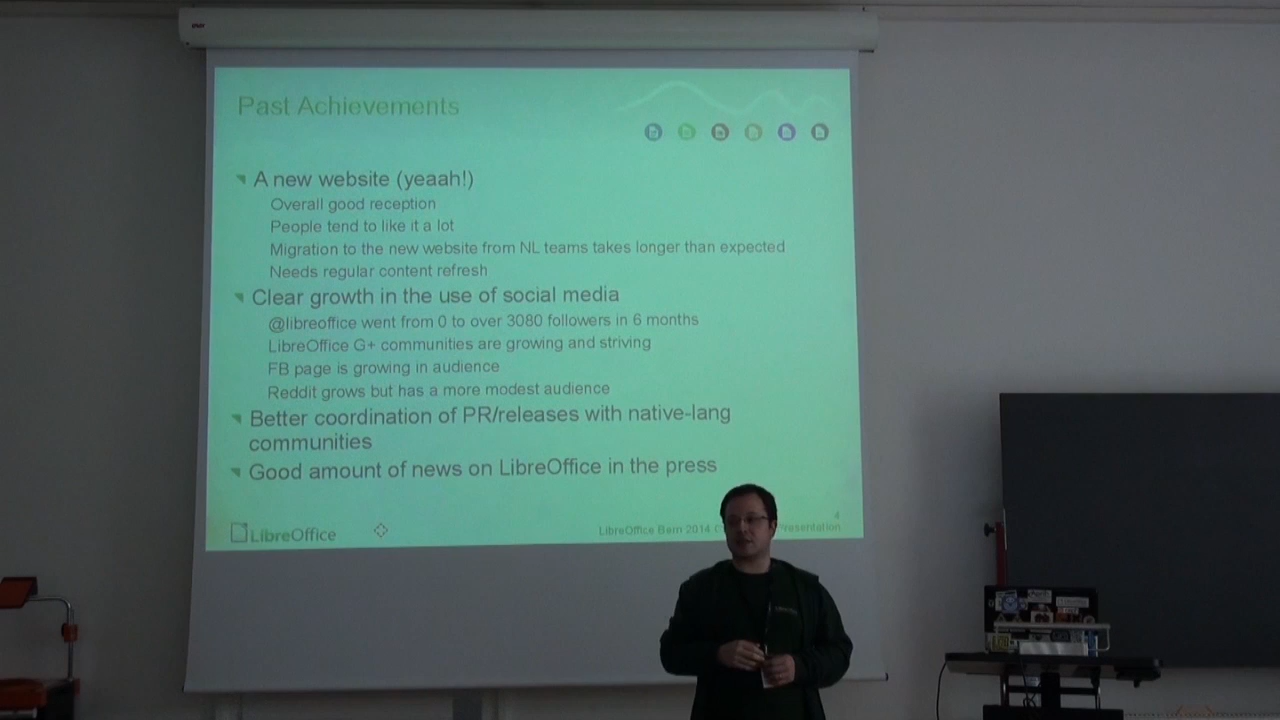 Past Achievements
A new website (yeaah!)
Overall good reception
People tend to like it a lot
Migration to the new website from NL teams takes longer than expected
Needs regular content refresh
Clear growth in the use of social media
@libreoffice went from 0 to over 3080 followers in 6 months
LibreOffice G+ communities are growing and striving
FB page is growing in audience
Reddit grows but has a more modest audience
Better coordination of PR/releases with native-lang
communities
Good amount of news on LibreOffice in the press
4
LibreOffice
LibreOffice Bern 2014 Presentation